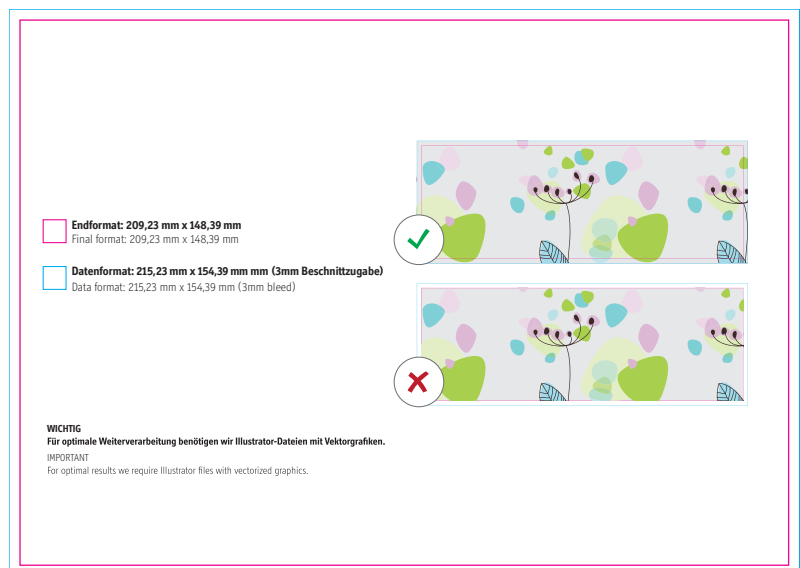 Endformat: 209,23 mm x 148,39 mm
Final format: 209,23 mm x 148,39 mm
Datenformat: 215,23 mm x 154,39 mm mm (3mm Beschnittzugabe)
Data format: 215,23 mm x 154,39 mm (3mm bleed)
WICHTIG
Für optimale Weiterverarbeitung benötigen wir Illustrator-Dateien mit Vektorgrafiken.
IMPORTANT
For optimal results we require Illustrator files with vectorized graphics.